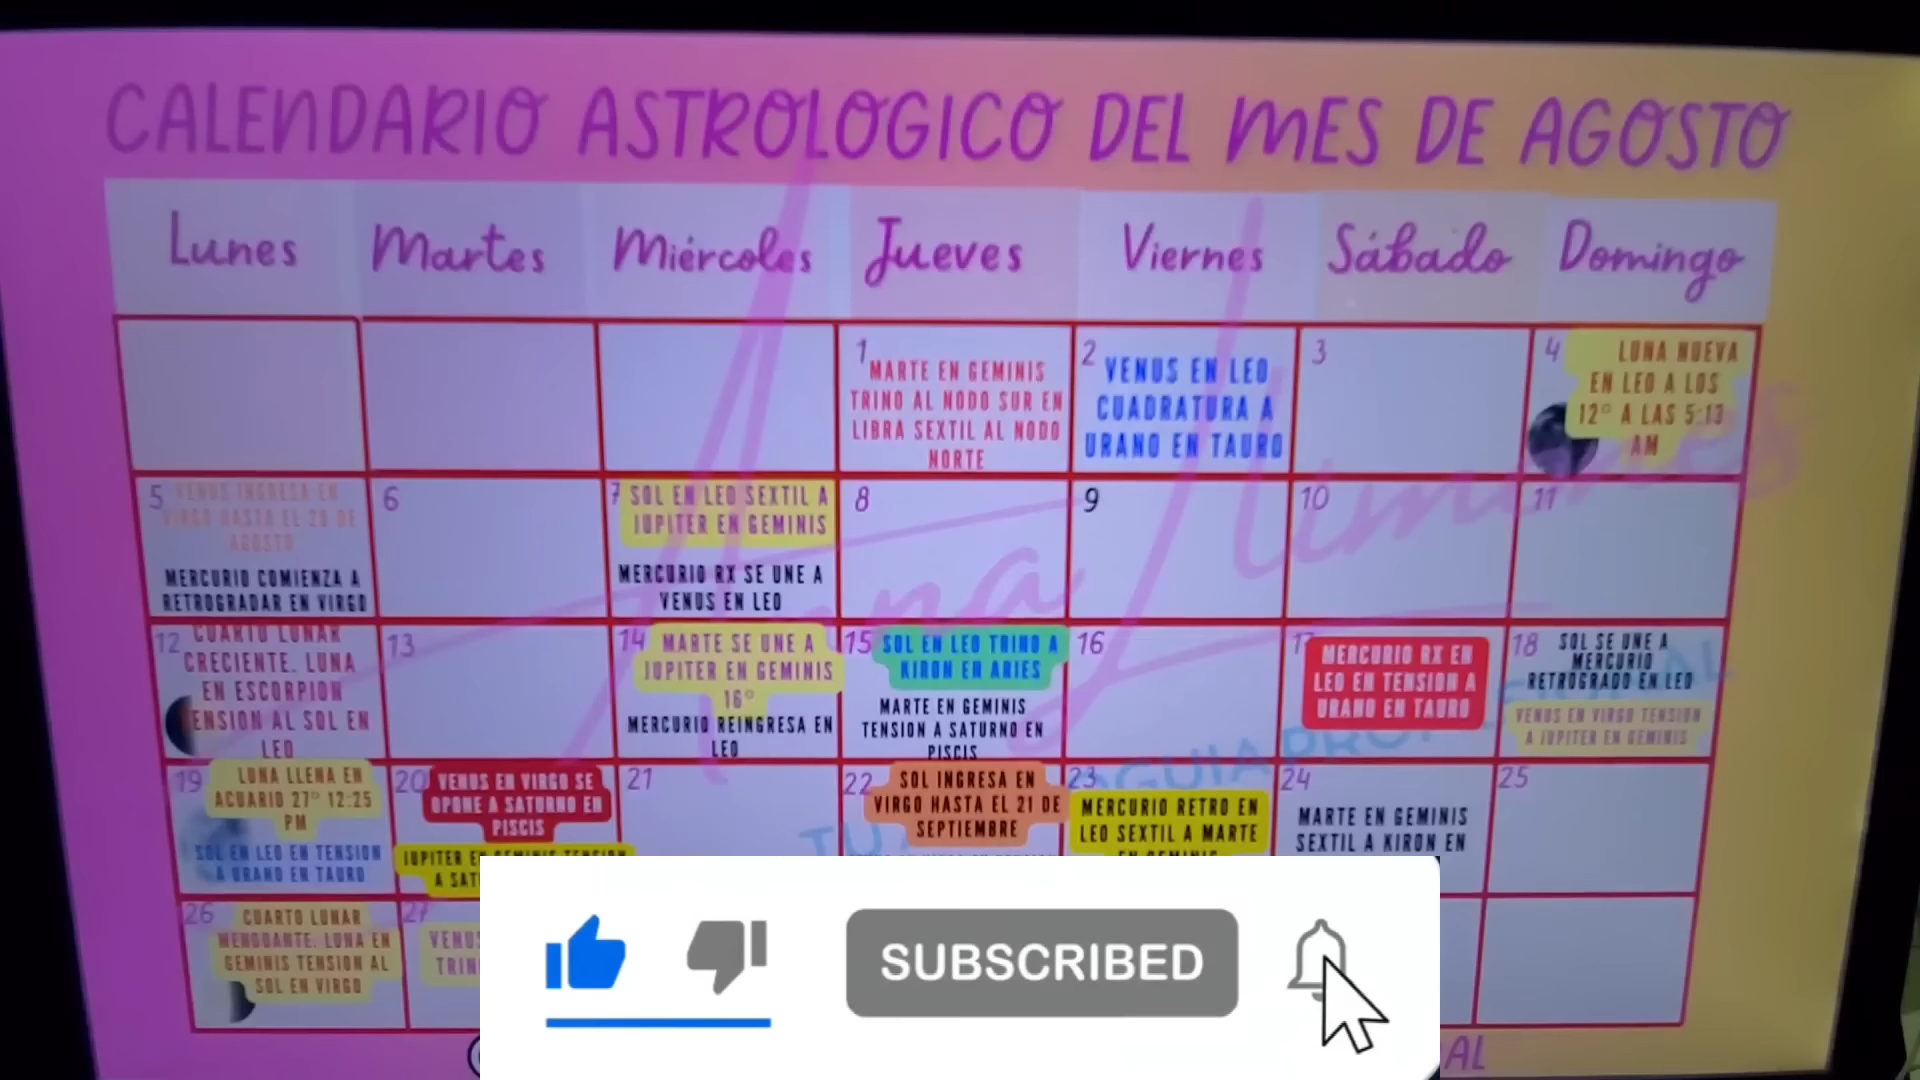 CALENDARIO ASTROLOGICO DEL MES DE AGOSTO
Lunes Martes Miércoles Jueves Viernes Sábado Domingo
1
MARTE EN GEMINIS
TRINO AL NODO SUR EN
LIBRA SEXTIL AL NODO
NORTE
2
VENUS EN LEO
CUADRATURA A
URANO EN TAURO
3
4
LUNA NUEVA
EN LEO A LOS
12° A LAS 5:13
AM
5
VENUS INGRESA EN
VIRGO HASTA EL 28 DE
AGOSTO
MERCURIO COMIENZA A
RETROGRADAR EN VIRGO
6
7
SOL EN LEO SEXTIL A
JUPITER EN GEMINIS
MERCURIO RX SE UNE A
VENUS EN LEO
8
9
10
11
12
CUARTO LUNAR
CRECIENTE. LUNA
EN ESCORPION
TENSION AL SOL EN
LEO
13
14
MARTE SE UNE A
JUPITER EN GEMINIS
16°
MERCURIO REINGRESA EN
LEO
15
SOL EN LEO TRINO A
KIRON EN ARIES
MARTE EN GEMINIS
TENSION A SATURNO EN
PISCIS
16
17
MERCURIO RX EN
LEO EN TENSION A
URANO EN TAURO
18
SOL SE UNE A
MERCURIO
RETROGRADO EN LEO
VENUS EN VIRGO TENSION
A JUPITER EN GEMINIS
19
LUNA LLENA EN
ACUARIO 27° 12:25
PM
SOL EN LEO EN TENSION
A URANO EN TAURO
20
VENUS EN VIRGO SE
OPONE A SATURNO EN
PISCIS
JUPITER EN GEMINIS TENSION
A SAT
21
22
SOL INGRESA EN
VIRGO HASTA EL 21 DE
SEPTIEMBRE
23
MERCURIO RETRO EN
LEO SEXTIL A MARTE
EN GEMINIS
24
MARTE EN GEMINIS
SEXTIL A KIRON EN
25
26
CUARTO LUNAR
MENGUANTE. LUNA EN
GEMINIS TENSION AL
SOL EN VIRGO
27
VENUS
TRIN
SUBSCRIBED
AL